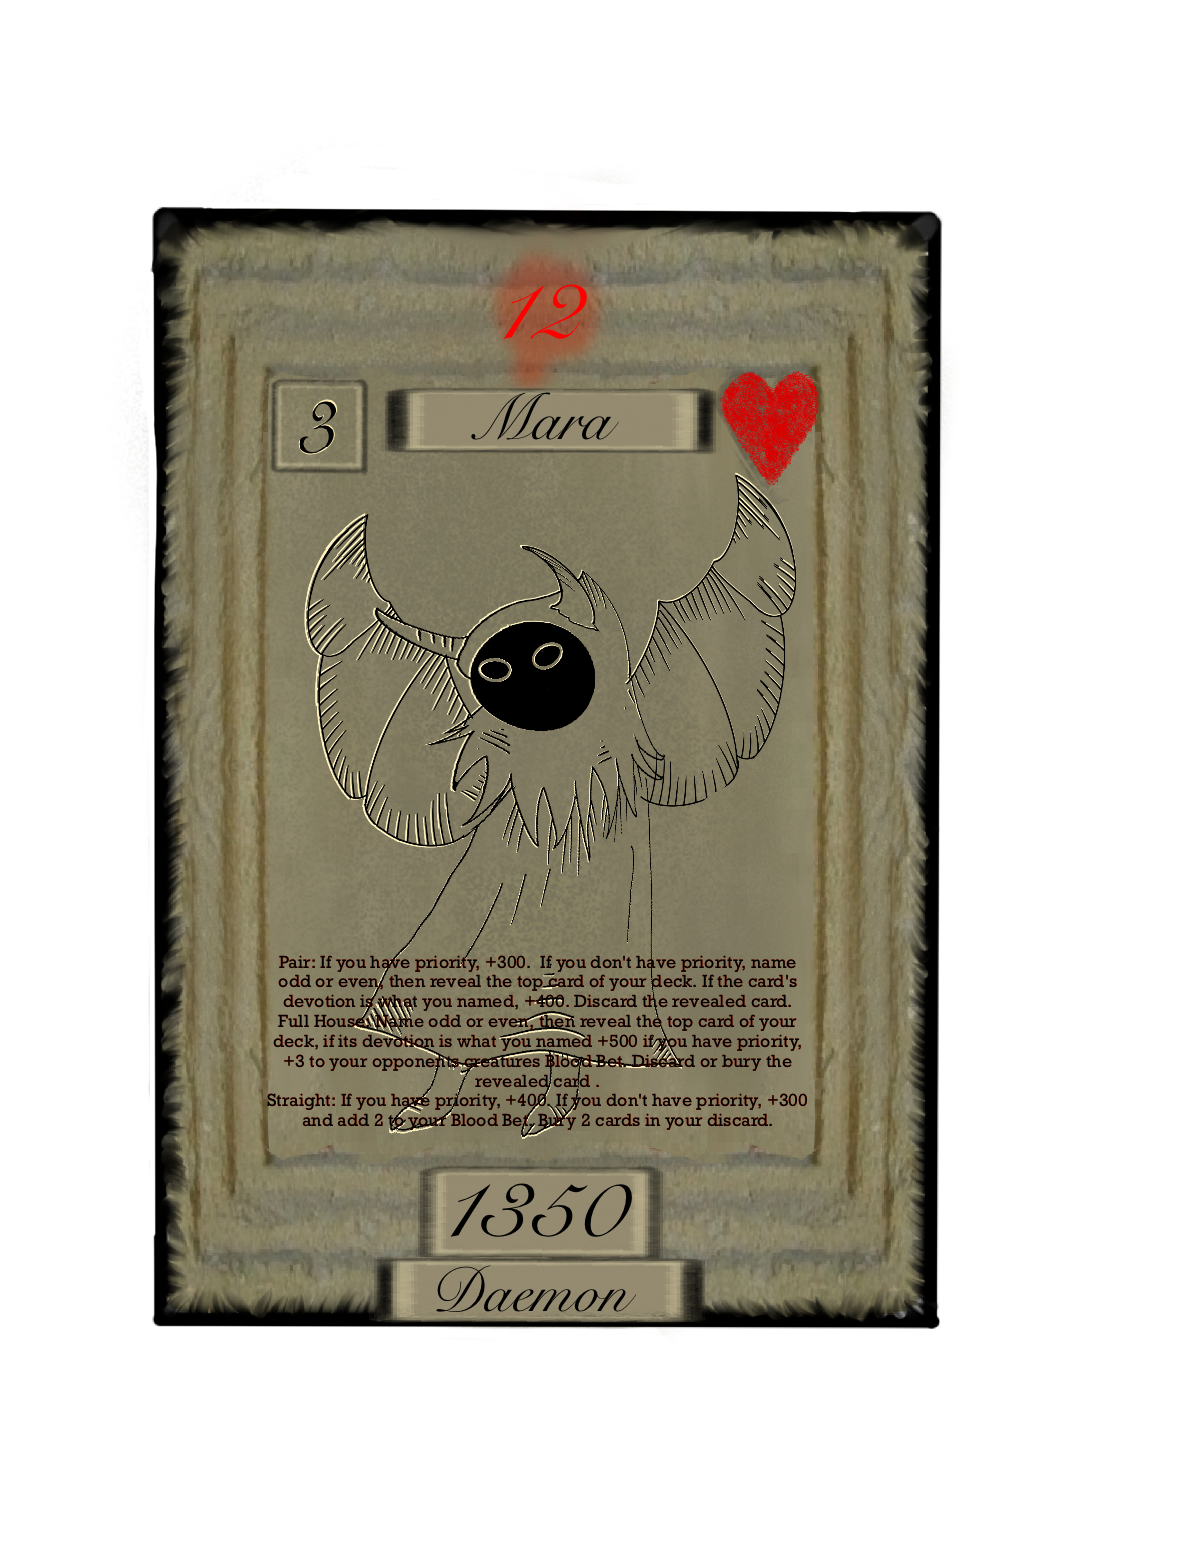 12
3
Mara
Pair: If you have priority, +300.  If you don't have priority, name
odd or even, then reveal the top card of your deck. If the card's
devotion is what you named, +400. Discard the revealed card.
Full House: Name odd or even, then reveal the top card of your
deck, if its devotion is what you named +500 if you have priority,
+3 to your opponents creatures Blood Bet. Discard or bury the
revealed card .
Straight: If you have priority, +400. If you don't have priority, +300
and add 2 to your Blood Bet. Bury 2 cards in your discard.
1350
Daemon